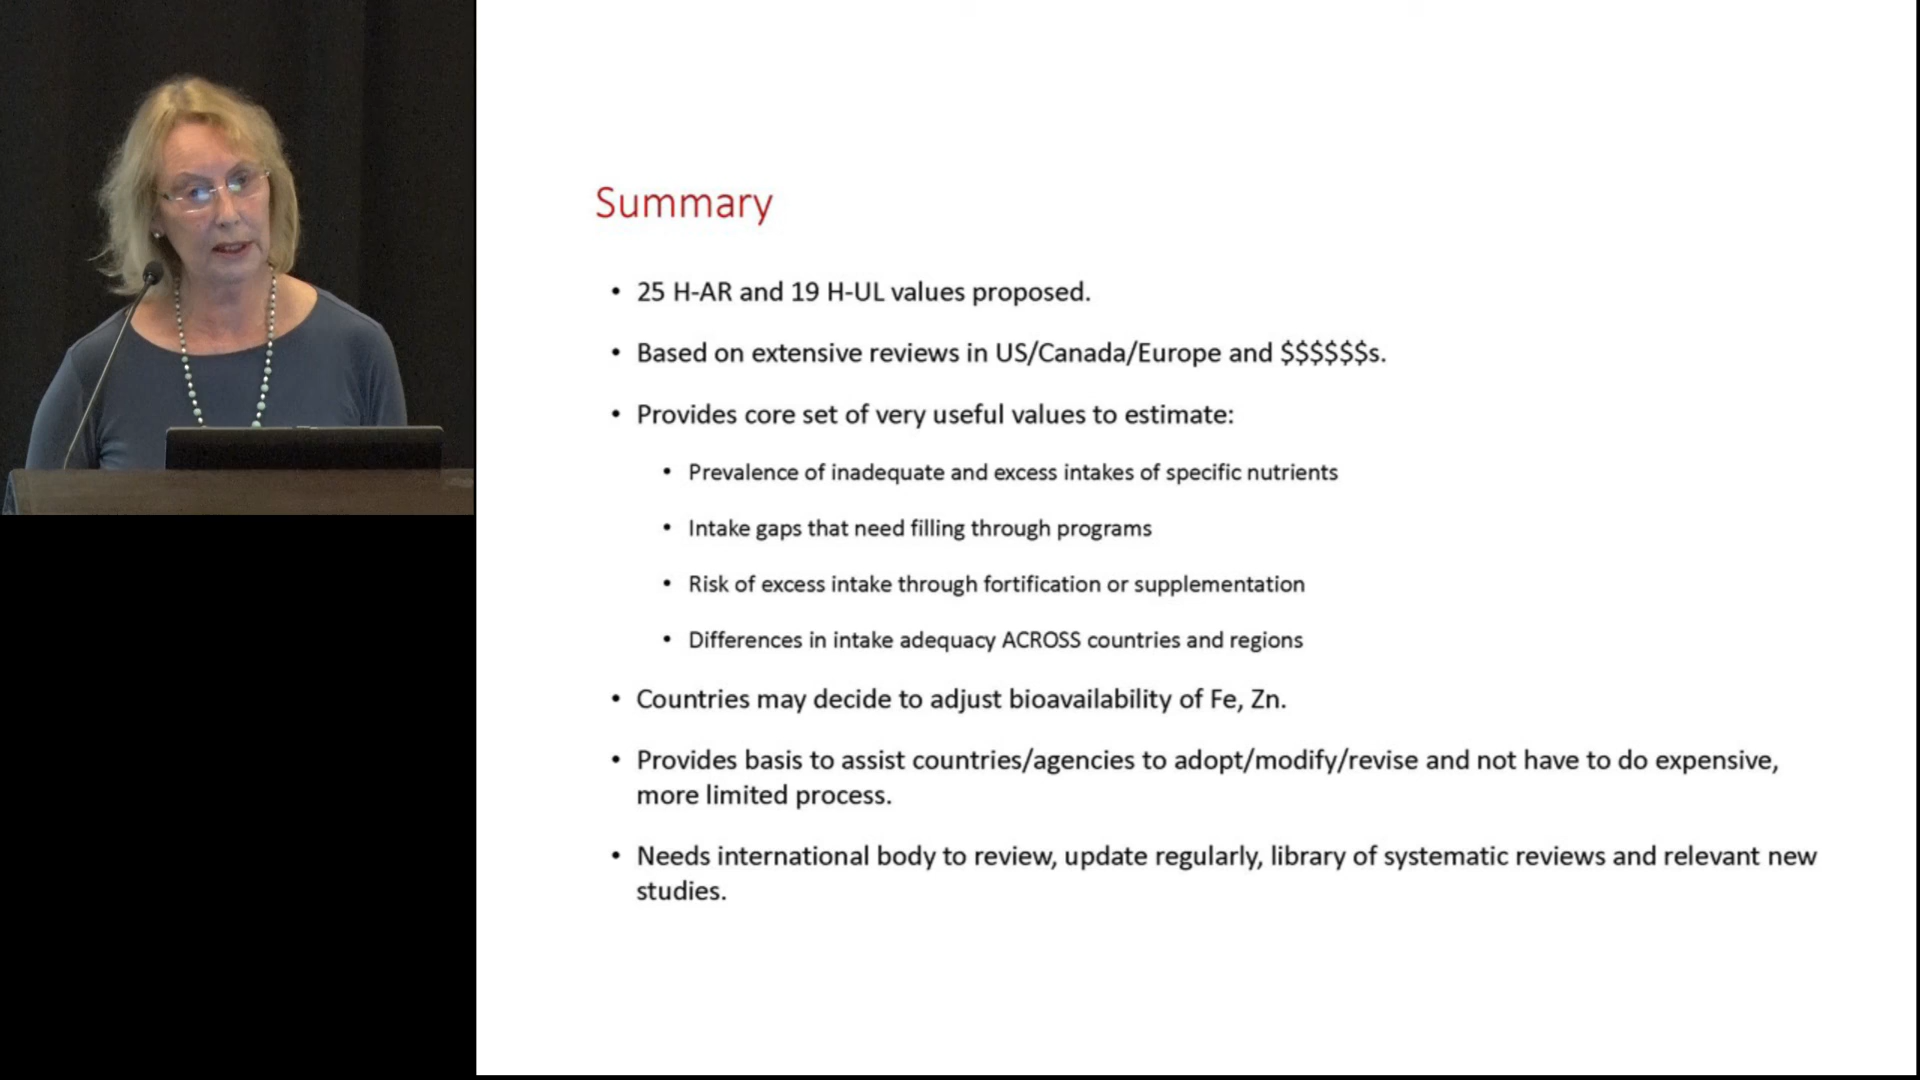 Summary
• 25 H-AR and 19 H-UL values proposed.
• Based on extensive reviews in US/Canada/Europe and $$$$$$s.
• Provides core set of very useful values to estimate:
• Prevalence of inadequate and excess intakes of specific nutrients
• Intake gaps that need filling through programs
• Risk of excess intake through fortification or supplementation
• Differences in intake adequacy ACROSS countries and regions
• Countries may decide to adjust bioavailability of Fe, Zn.
• Provides basis to assist countries/agencies to adopt/modify/revise and not have to do expensive,
more limited process.
• Needs international body to review, update regularly, library of systematic reviews and relevant new
studies.